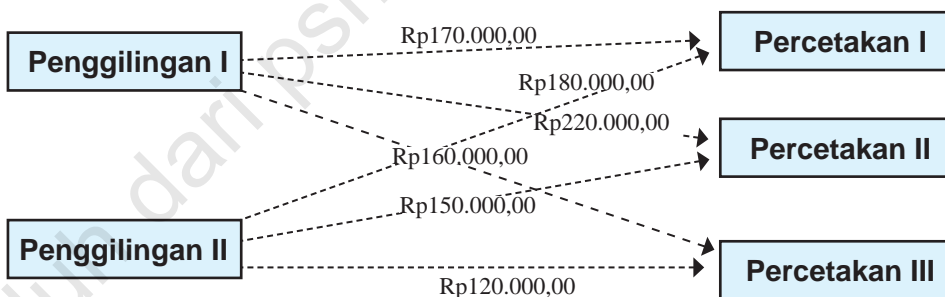 Rp170.000,00
Percetakan I
Penggilingan I
Rp180.000,00
Rp220.000,00
Percetakan II
Rp160.000,00
Rp150.000,00
Penggilingan II
Percetakan III
Rp120.000,00
dari